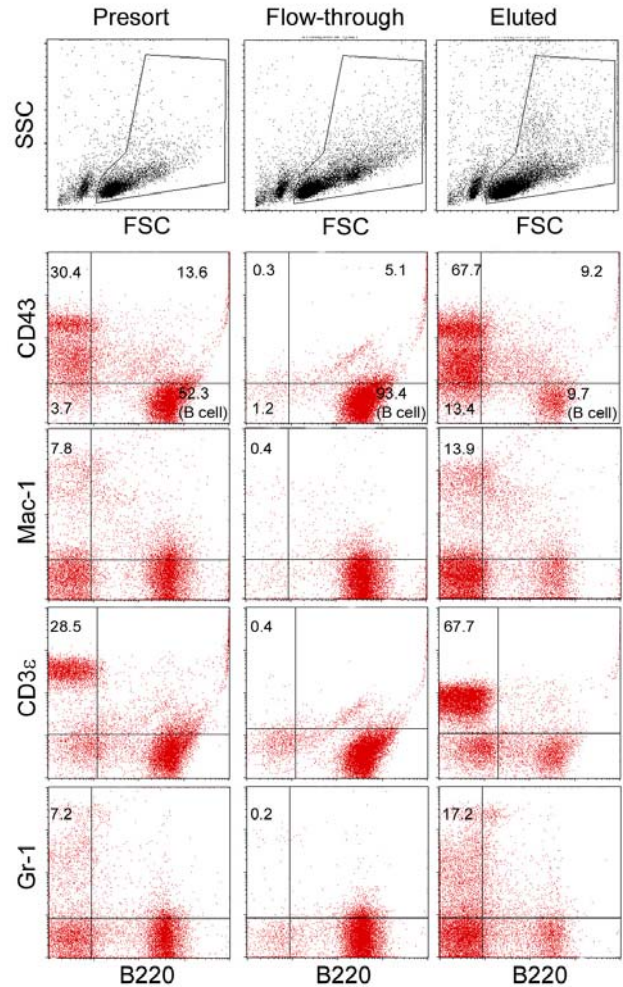 Presort Flow-through Eluted
SSC
FSC FSC FSC
CD43
30.4 13.6 0.3 5.1 67.7 9.2
52.3 93.4 9.7
3.7 (B cell) 1.2 (B cell) 13.4 (B cell)
Mac-1
7.8 0.4 13.9
CD3ε
28.5 0.4 67.7
Gr-1
7.2 0.2 17.2
B220 B220 B220